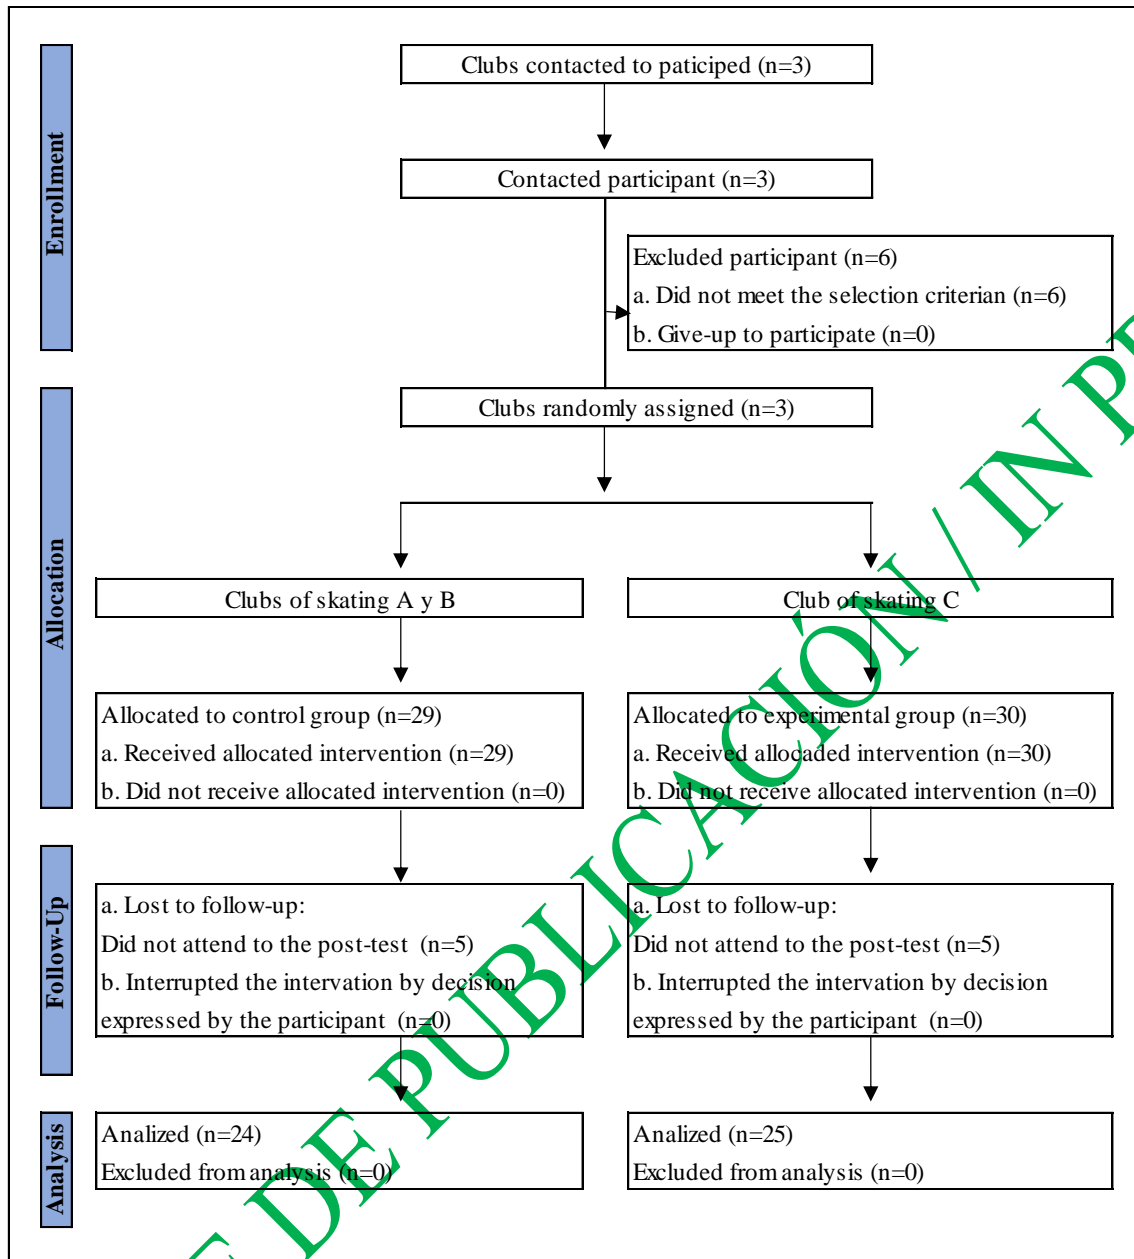 Enrollment
Clubs contacted to paticiped (n=3)
Contacted participant (n=3)
Excluded participant (n=6)
a. Did not meet the selection criterian (n=6)
b. Give-up to participate (n=0)
Allocation
Clubs randomly assigned (n=3)
Clubs of skating A y B
Club of skating C
Allocated to control group (n=29)
a. Received allocated intervention (n=29)
b. Did not receive allocated intervention (n=0)
Allocated to experimental group (n=30)
a. Received allocaded intervention (n=30)
b. Did not receive allocated intervention (n=0)
Follow-Up
a. Lost to follow-up:
Did not attend to the post-test (n=5)
b. Interrupted the intervation by decision
expressed by the participant (n=0)
a. Lost to follow-up:
Did not attend to the post-test (n=5)
b. Interrupted the intervation by decision
expressed by the participant (n=0)
Analysis
Analized (n=24)
Excluded from analysis (n=0)
Analized (n=25)
Excluded from analysis (n=0)
DE PUBLICACIÓN / IN